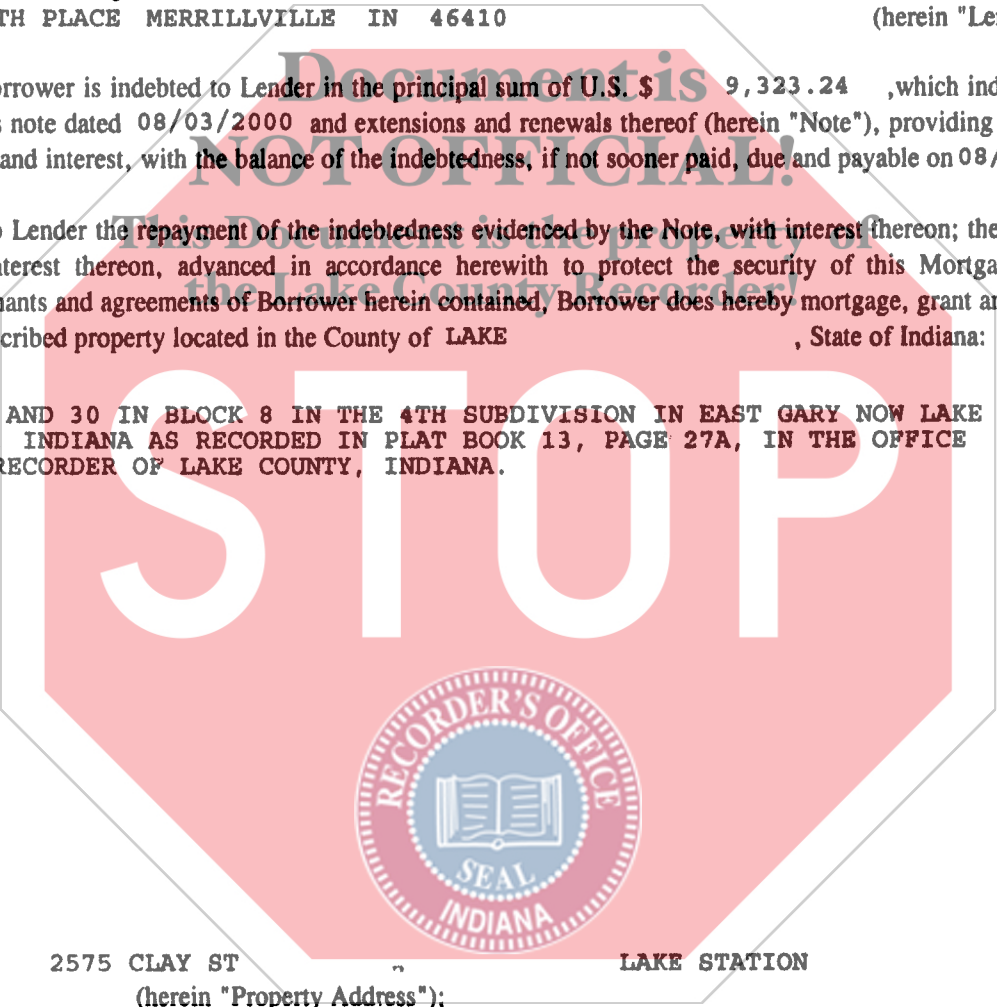 TH PLACE MERRILLVILLE IN 46410 (herein "Le
orrower is indebted to Lender in the principal sum of U.S. $ 9,323.24 ,which ind
s note dated 08/03/2000 and extensions and renewals thereof (herein "Note"), providing
and interest, with the balance of the indebtedness, if not sooner paid, due and payable on 08/
o Lender the repayment of the indebtedness evidenced by the Note, with interest thereon; the
nterest thereon, advanced in accordance herewith to protect the security of this Mortga
nants and agreements of Borrower herein contained, Borrower does hereby mortgage, grant an
cribed property located in the County of LAKE , State of Indiana:
AND 30 IN BLOCK 8 IN THE 4TH SUBDIVISION IN EAST GARY NOW LAKE
INDIANA AS RECORDED IN PLAT BOOK 13, PAGE 27A, IN THE OFFICE
RECORDER OF LAKE COUNTY, INDIANA.
2575 CLAY ST LAKE STATION
(herein "Property Address");
Document is
NOT OFFICIAL!
This Document is the property of
the Lake County Recorder!
STOP
RECORDER'S OFFICE
SEAL
INDIANA